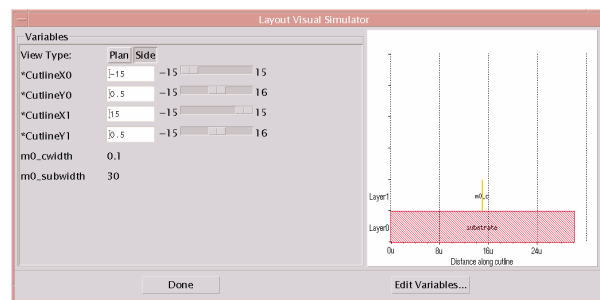 Layout Visual Simulator
Variables
View Type: Plan Side
*CutlineX0 -15 -15 15
*CutlineY0 0.5 -15 16
*CutlineX1 15 -15 15
*CutlineY1 0.5 -15 16
m0_cwidth 0.1
m0_subwidth 30
Layer1 m0_c
Layer0 substrate
0u 8u 16u 24u
Distance along cutline
Done Edit Variables...